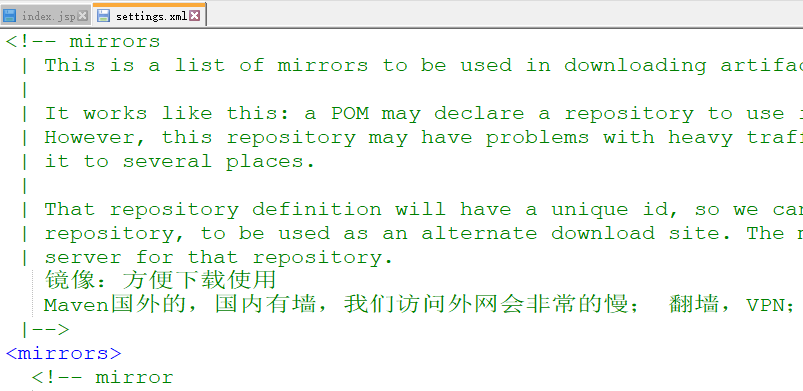 index.jsp settings.xml
<!-- mirrors
| This is a list of mirrors to be used in downloading
|
| It works like this: a POM may declare a repository to use
| However, this repository may have problems with heavy
| it to several places.
|
| That repository definition will have a unique id, so we
| repository, to be used as an alternate download site. The
| server for that repository.
镜像：方便下载使用
Maven国外的，国内有墙，我们访问外网会非常的慢； 翻墙，VPN；
|-->
<mirrors>
<!-- mirror